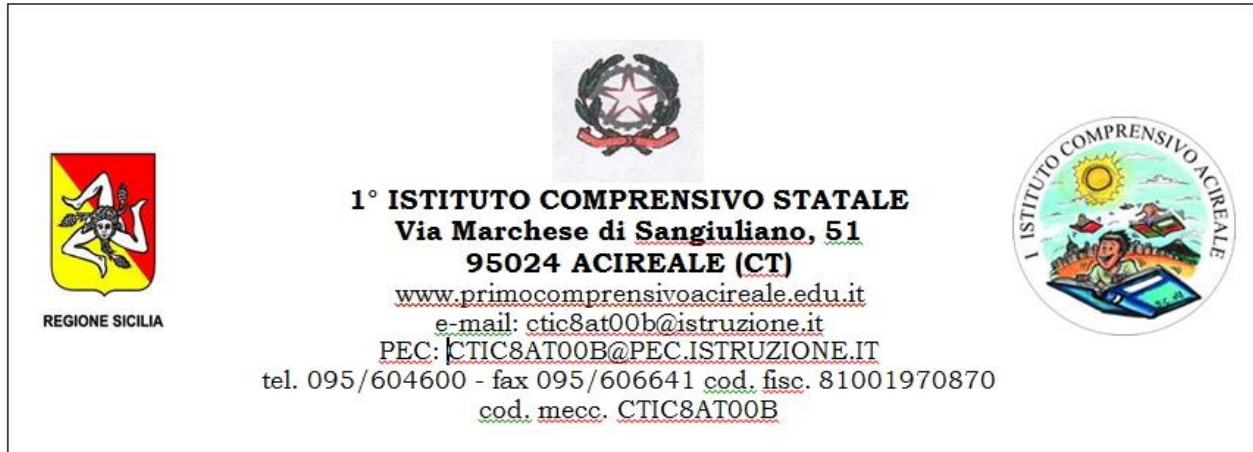 1° ISTITUTO COMPRENSIVO STATALE
Via Marchese di Sangiuliano, 51
95024 ACIREALE (CT)
www.primocomprensivoacireale.edu.it
e-mail: ctic8at00b@istruzione.it
PEC: CTIC8AT00B@PEC.ISTRUZIONE.IT
tel. 095/604600 - fax 095/606641 cod. fisc. 81001970870
cod. mecc. CTIC8AT00B
REGIONE SICILIA
I ISTITUTO COMPRENSIVO ACIREALE